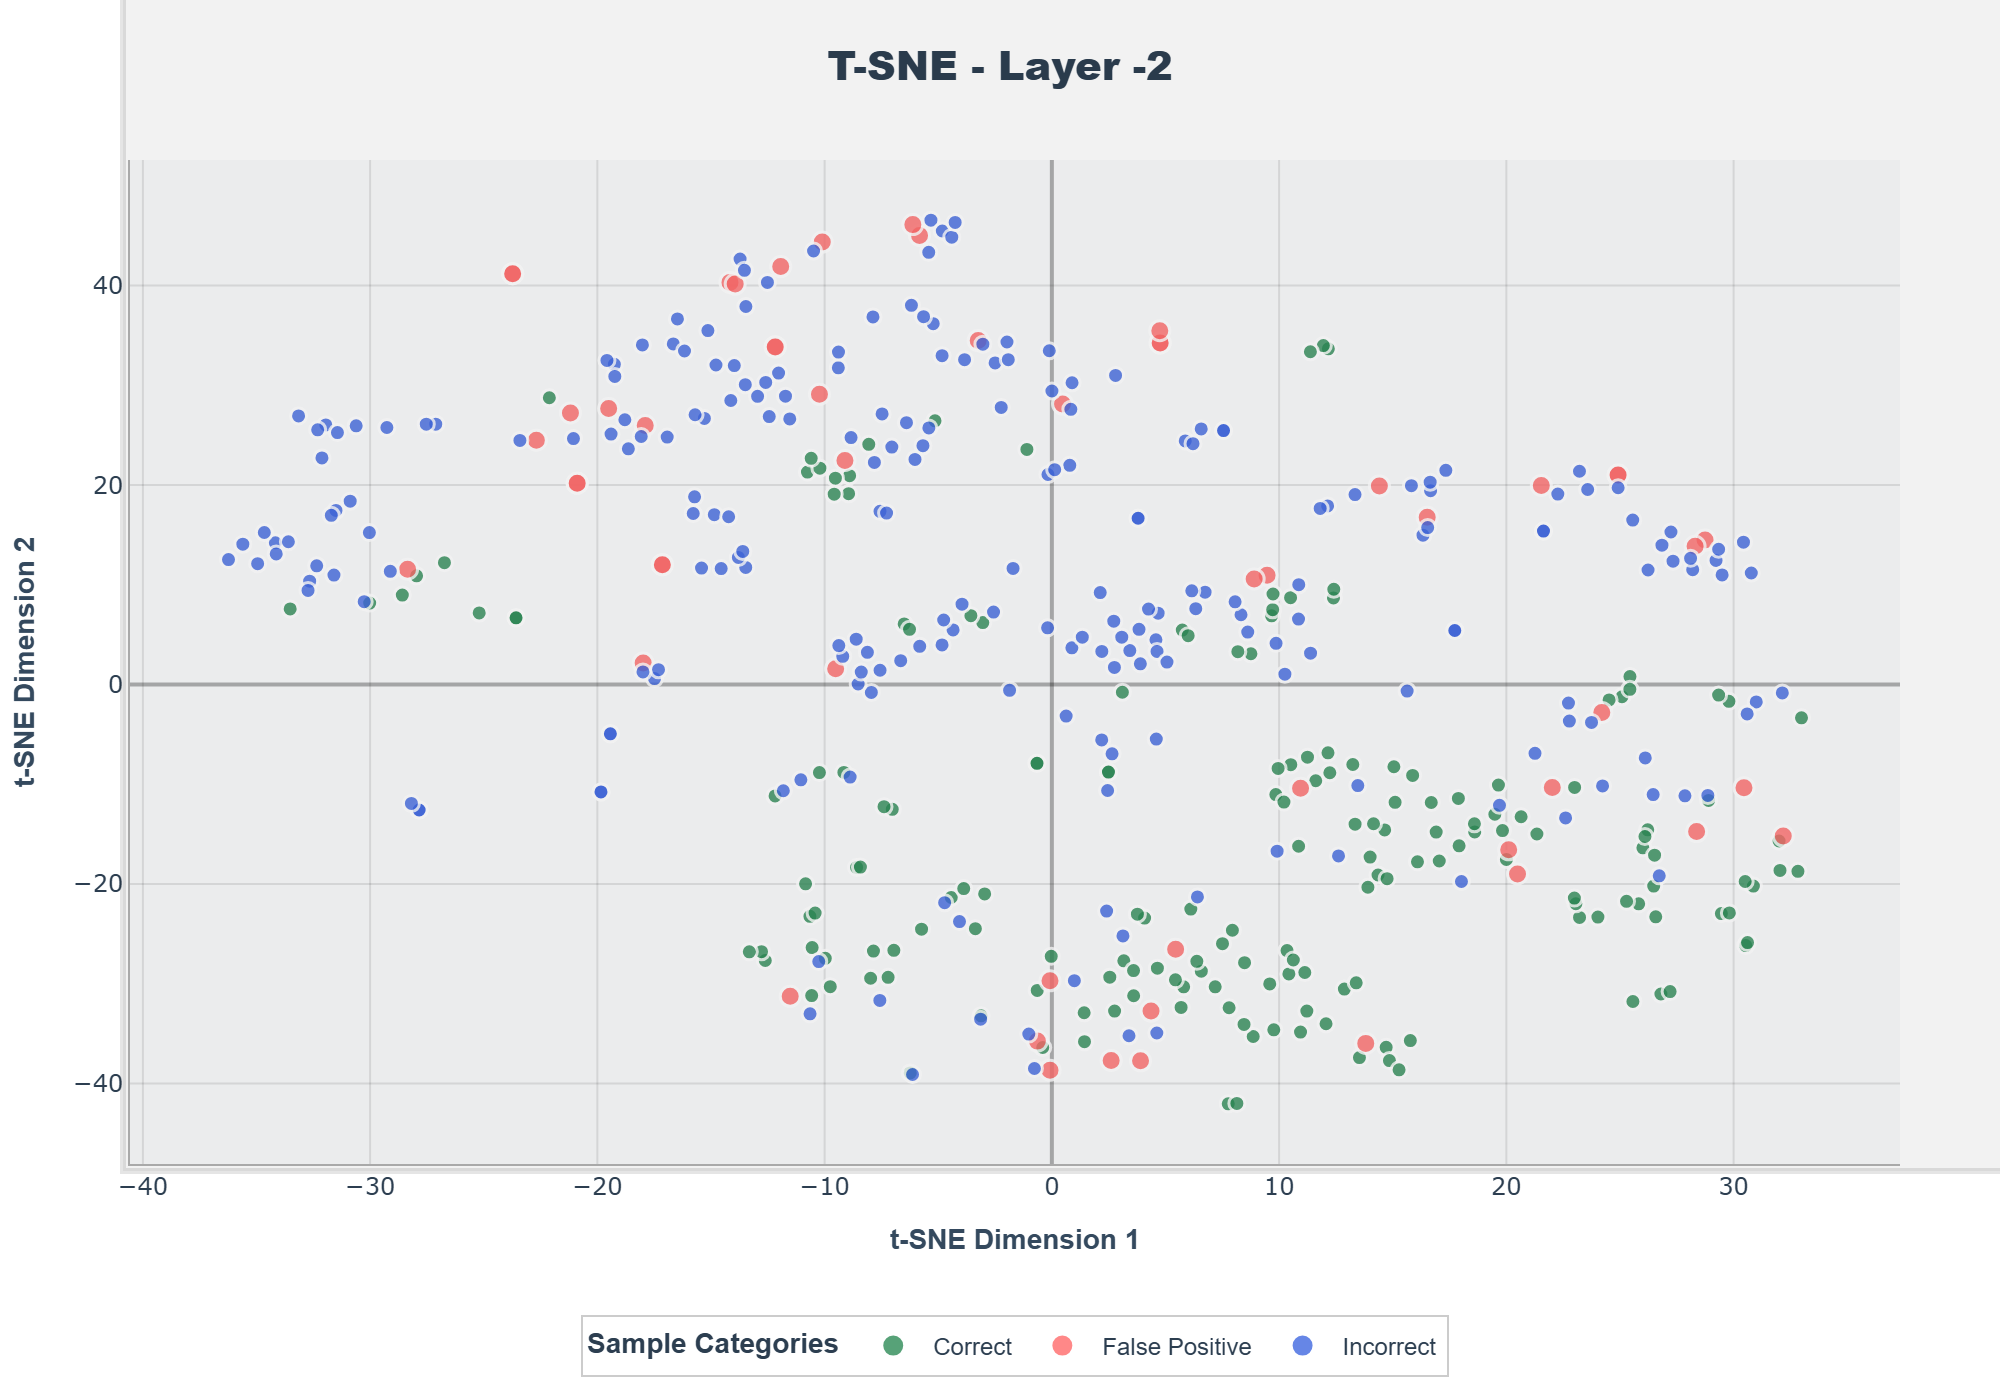 T-SNE - Layer -2
t-SNE Dimension 2
40
20
0
−20
−40
−40
−30
−20
−10
0
10
20
30
t-SNE Dimension 1
Sample Categories
Correct
False Positive
Incorrect